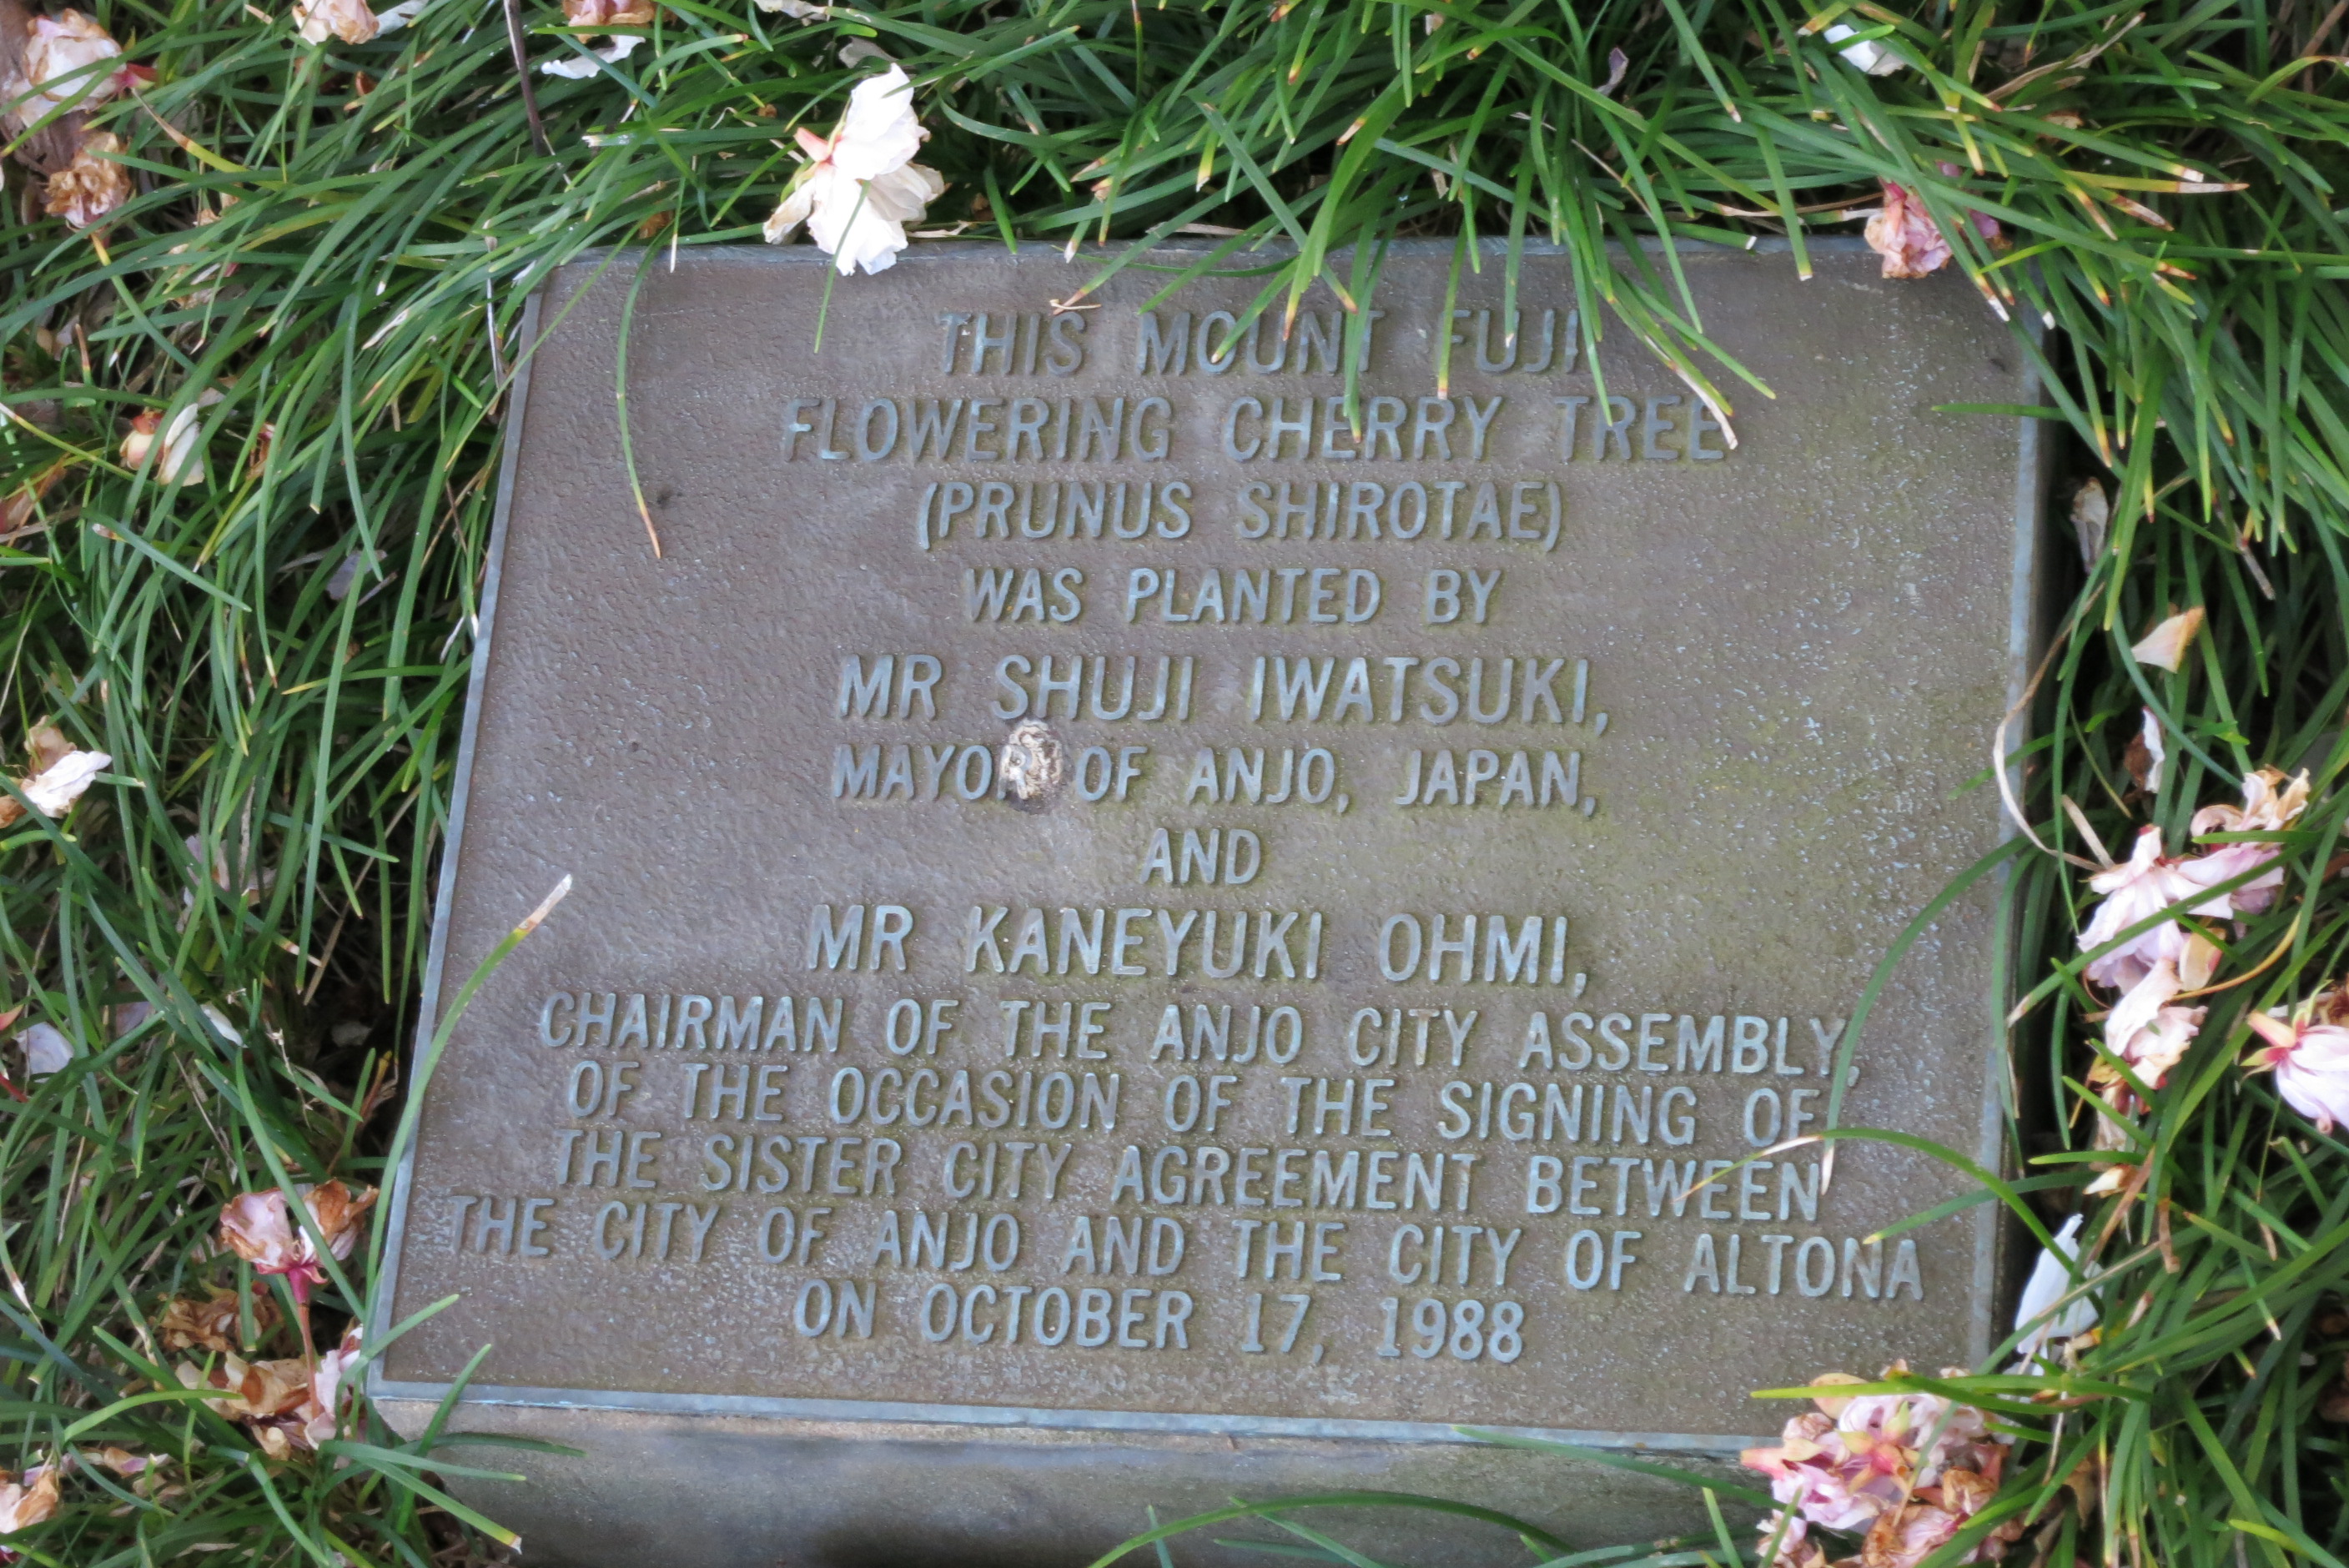 THIS MOUNT FUJI
FLOWERING CHERRY TREE
(PRUNUS SHIROTAE)
WAS PLANTED BY
MR SHUJI IWATSUKI,
MAYOR OF ANJO, JAPAN,
AND
MR KANEYUKI OHMI,
CHAIRMAN OF THE ANJO CITY ASSEMBLY,
OF THE OCCASION OF THE SIGNING OF
THE SISTER CITY AGREEMENT BETWEEN
THE CITY OF ANJO AND THE CITY OF ALTONA
ON OCTOBER 17, 1988